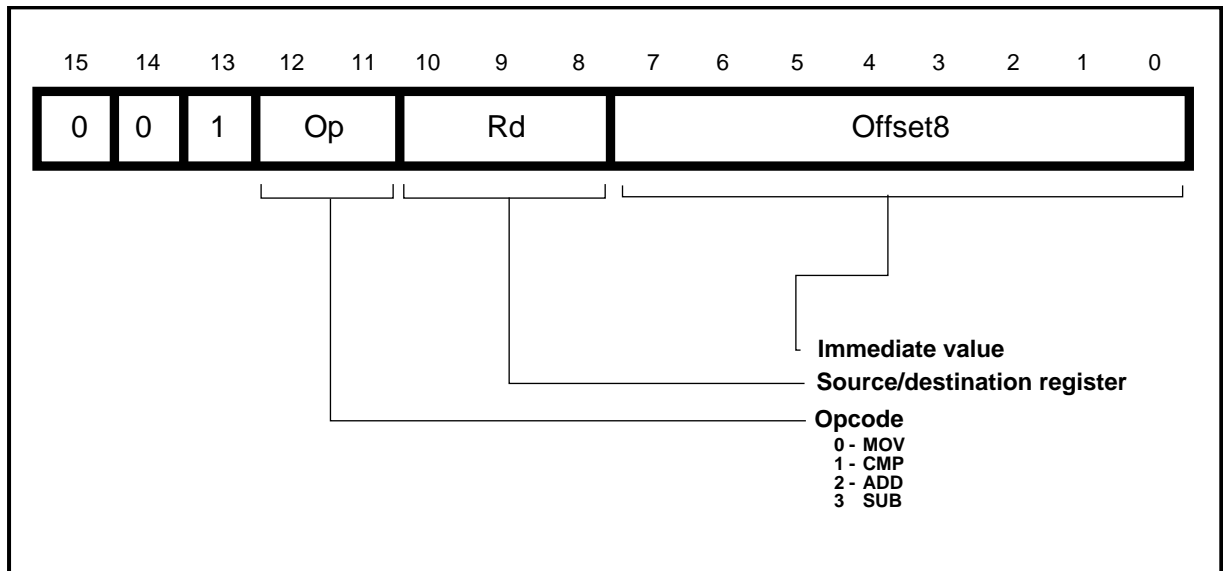 15 14 13 12 11 10 9 8 7 6 5 4 3 2 1 0
0 0 1 Op Rd Offset8
Immediate value
Source/destination register
Opcode
0 - MOV
1 - CMP
2 - ADD
3 SUB